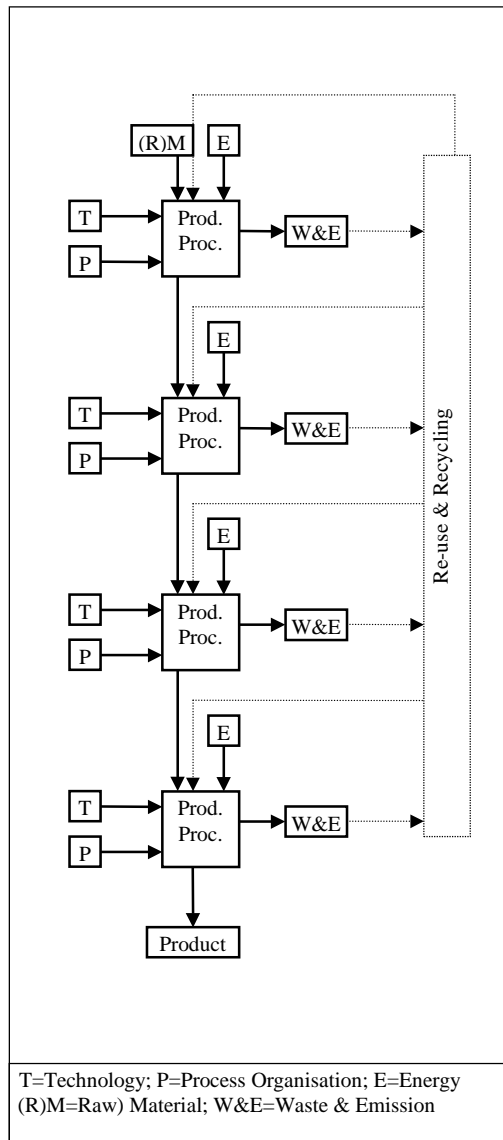 (R)M
E
T
Prod.
Proc.
W&E
P
E
T
Prod.
Proc.
W&E
P
Re-use & Recycling
E
T
Prod.
Proc.
W&E
P
E
T
Prod.
Proc.
W&E
P
Product
T=Technology; P=Process Organisation; E=Energy
(R)M=Raw) Material; W&E=Waste & Emission